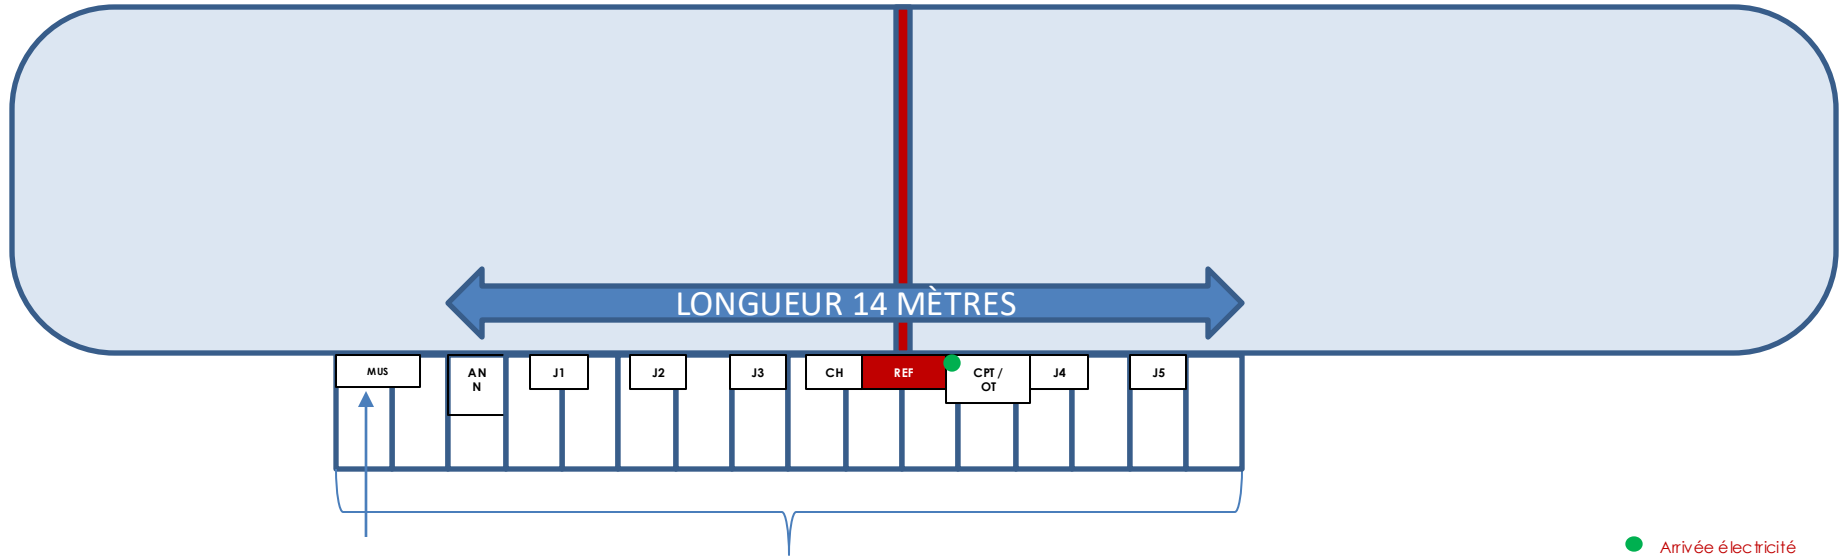 LONGUEUR 14 MÈTRES
MUS
AN
N
J1
J2
J3
CH
REF
CPT /
OT
J4
J5
Arrivée électricité